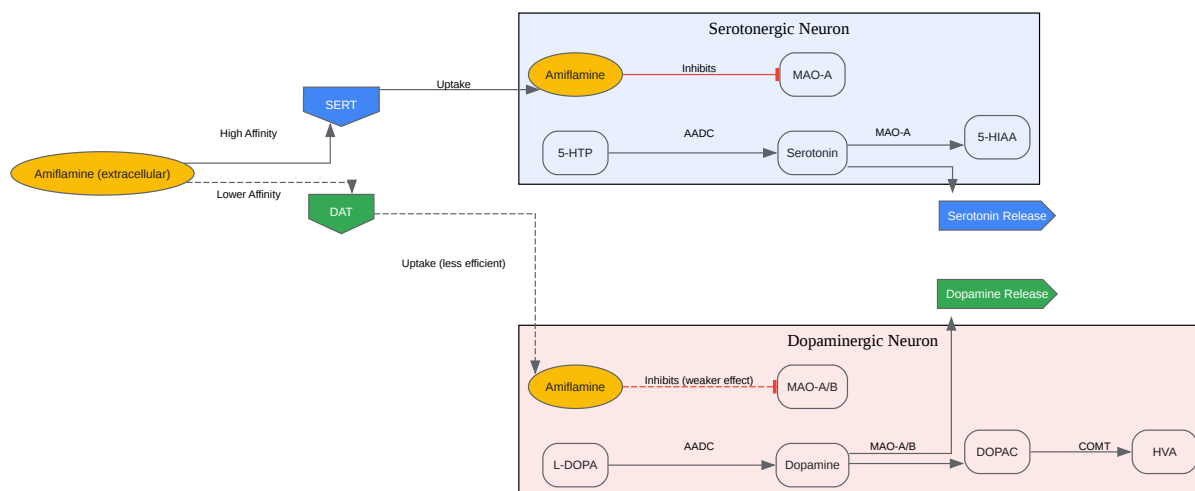 Serotonergic Neuron
Amiflamine
Inhibits
MAO-A
Uptake
SERT
High Affinity
5-HTP
AADC
Serotonin
MAO-A
5-HIAA
Amiflamine (extracellular)
Lower Affinity
DAT
Serotonin Release
Uptake (less efficient)
Dopamine Release
Dopaminergic Neuron
Amiflamine
Inhibits (weaker effect)
MAO-A/B
L-DOPA
AADC
Dopamine
MAO-A/B
DOPAC
COMT
HVA